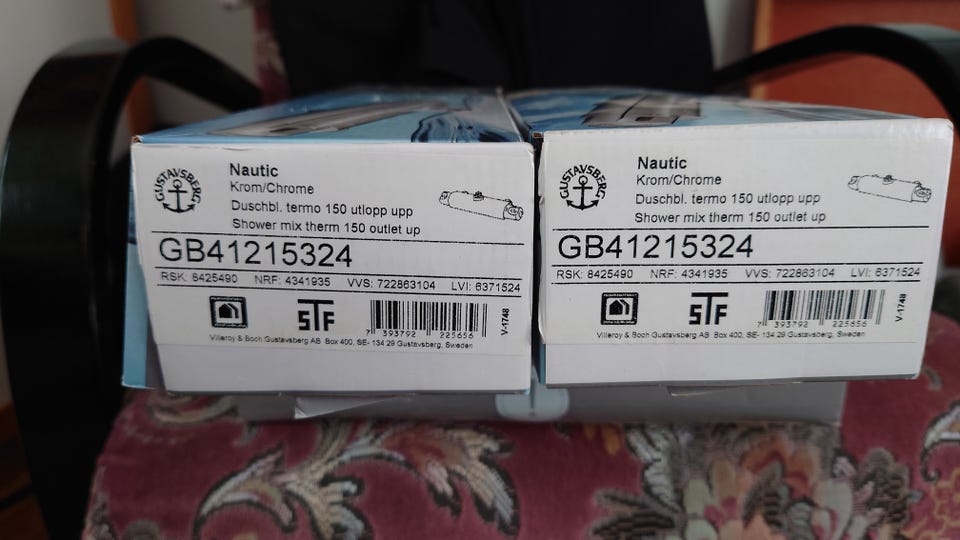 GUSTAVSBERG
Nautic
Krom/Chrome
Duschbl. termo 150 utlopp upp
Shower mix therm 150 outlet up
GB41215324
RSK: 8425490 NRF: 4341935 VVS: 722863104 LVI: 6371524
STF
7 393792 225656
V-1748
Villeroy & Boch Gustavsberg AB Box 400, SE- 134 29 Gustavsberg, Sweden
GUSTAVSBERG
Nautic
Krom/Chrome
Duschbl. termo 150 utlopp upp
Shower mix therm 150 outlet up
GB41215324
RSK: 8425490 NRF: 4341935 VVS: 722863104 LVI: 6371524
STF
7 393792 225656
V-1748
Villeroy & Boch Gustavsberg AB Box 400, SE- 134 29 Gustavsberg, Sweden